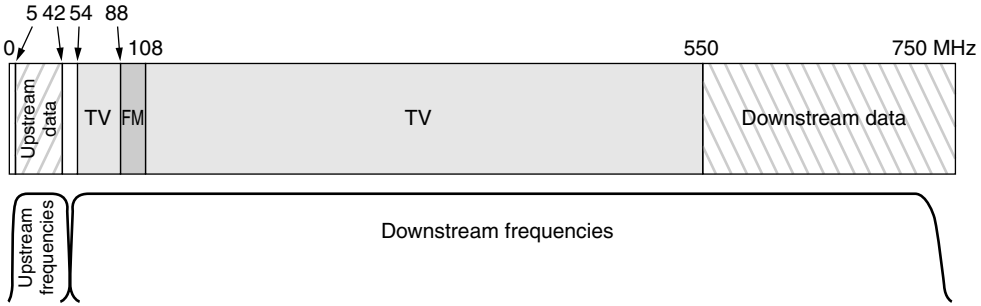 5 42 54 88
0 108 550 750 MHz
Upstream
data
TV FM TV Downstream data
Upstream
frequencies
Downstream frequencies